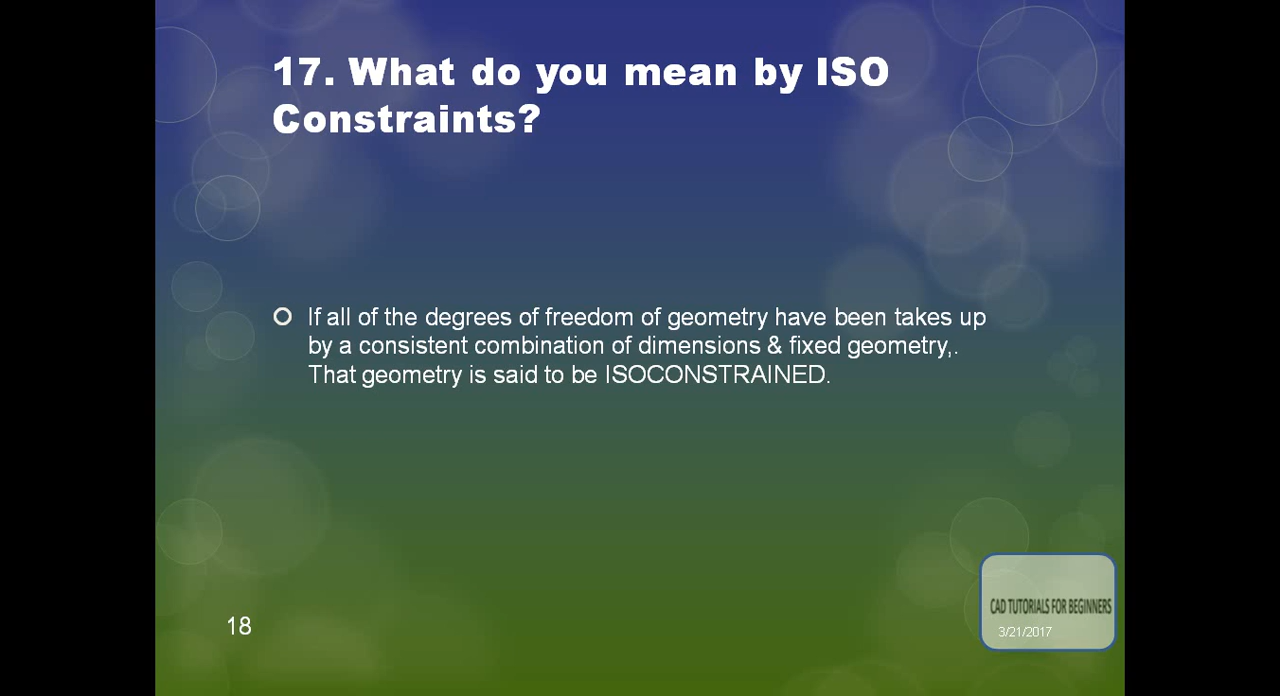 17. What do you mean by ISO
Constraints?
If all of the degrees of freedom of geometry have been takes up
by a consistent combination of dimensions & fixed geometry,.
That geometry is said to be ISOCONSTRAINED.
CAD TUTORIALS FOR BEGINNERS
18
3/21/2017